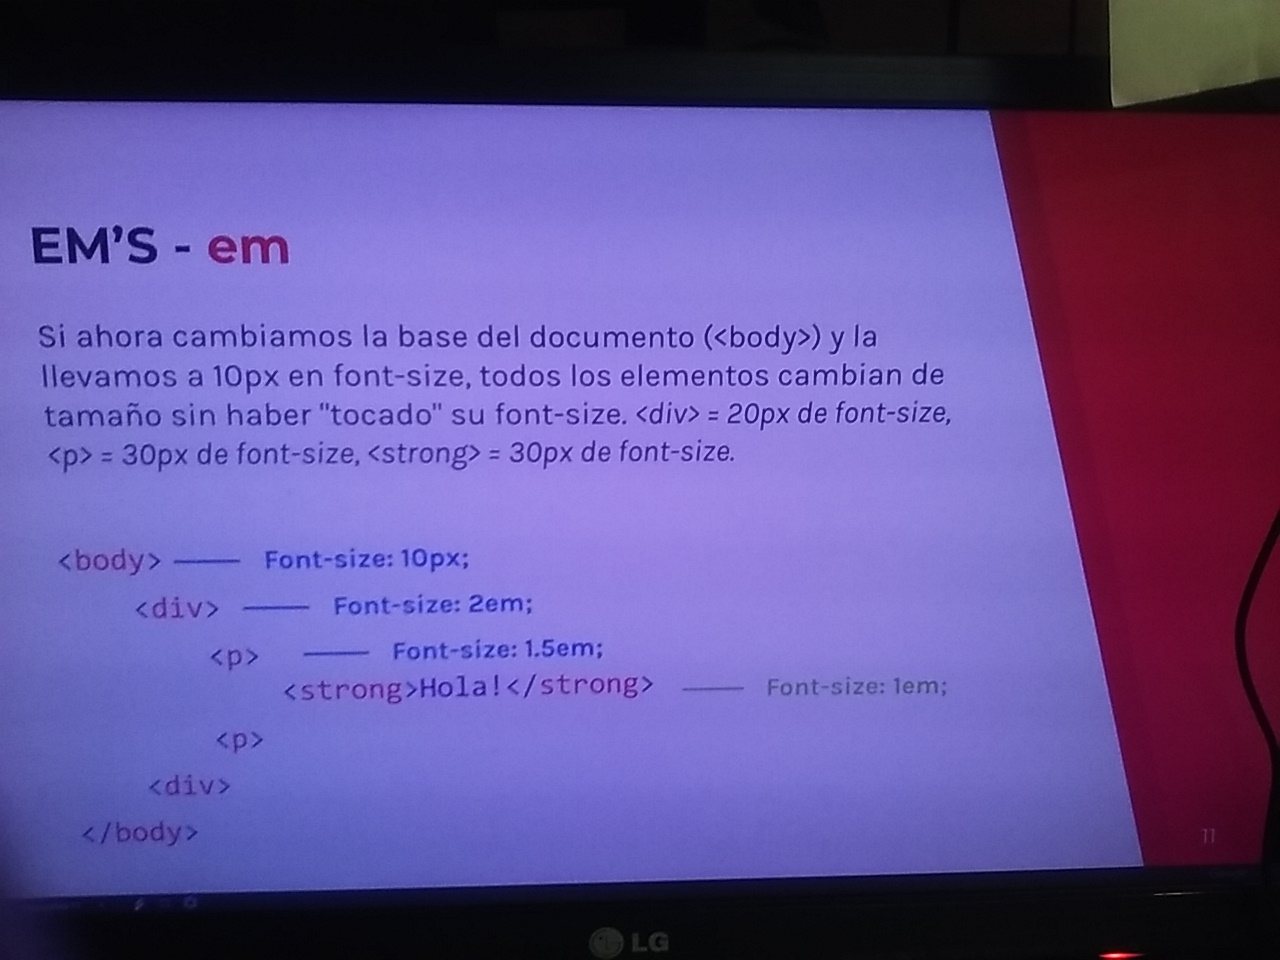 EM'S - em
Si ahora cambiamos la base del documento (<body>) y la
llevamos a 10px en font-size, todos los elementos cambian de
tamaño sin haber "tocado" su font-size. <div> = 20px de font-size,
<p> = 30px de font-size, <strong> = 30px de font-size.
<body> —— Font-size: 10px;
<div> —— Font-size: 2em;
<p> —— Font-size: 1.5em;
<strong>Hola!</strong> —— Font-size: 1em;
<p>
<div>
</body>
11
LG